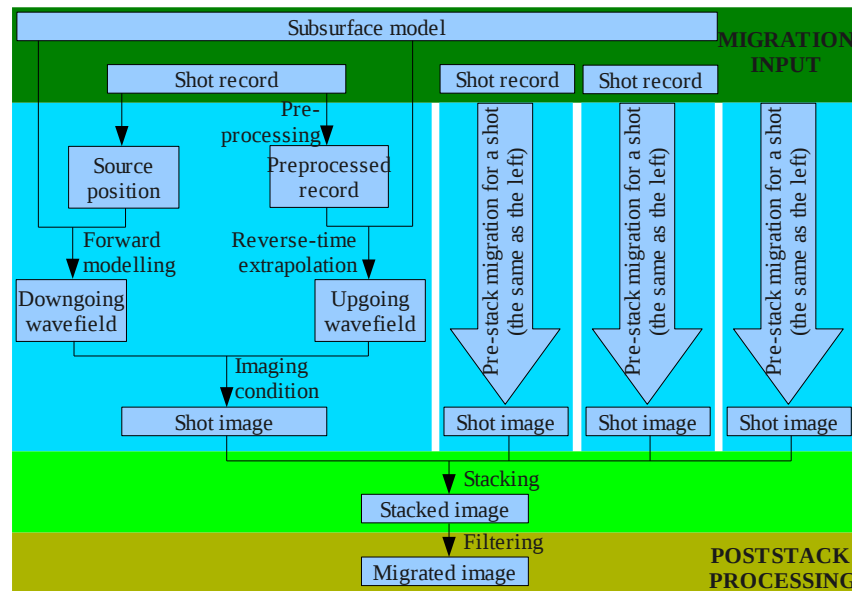 Subsurface model
MIGRATION
INPUT
Shot record
Shot record
Shot record
Pre-
processing
Source
position
Preprocessed
record
Forward
modelling
Reverse-time
extrapolation
Downgoing
wavefield
Upgoing
wavefield
Imaging
condition
Pre-stack migration for a shot
(the same as the left)
Pre-stack migration for a shot
(the same as the left)
Pre-stack migration for a shot
(the same as the left)
Shot image
Shot image
Shot image
Shot image
Stacking
Stacked image
Filtering
Migrated image
POSTSTACK
PROCESSING